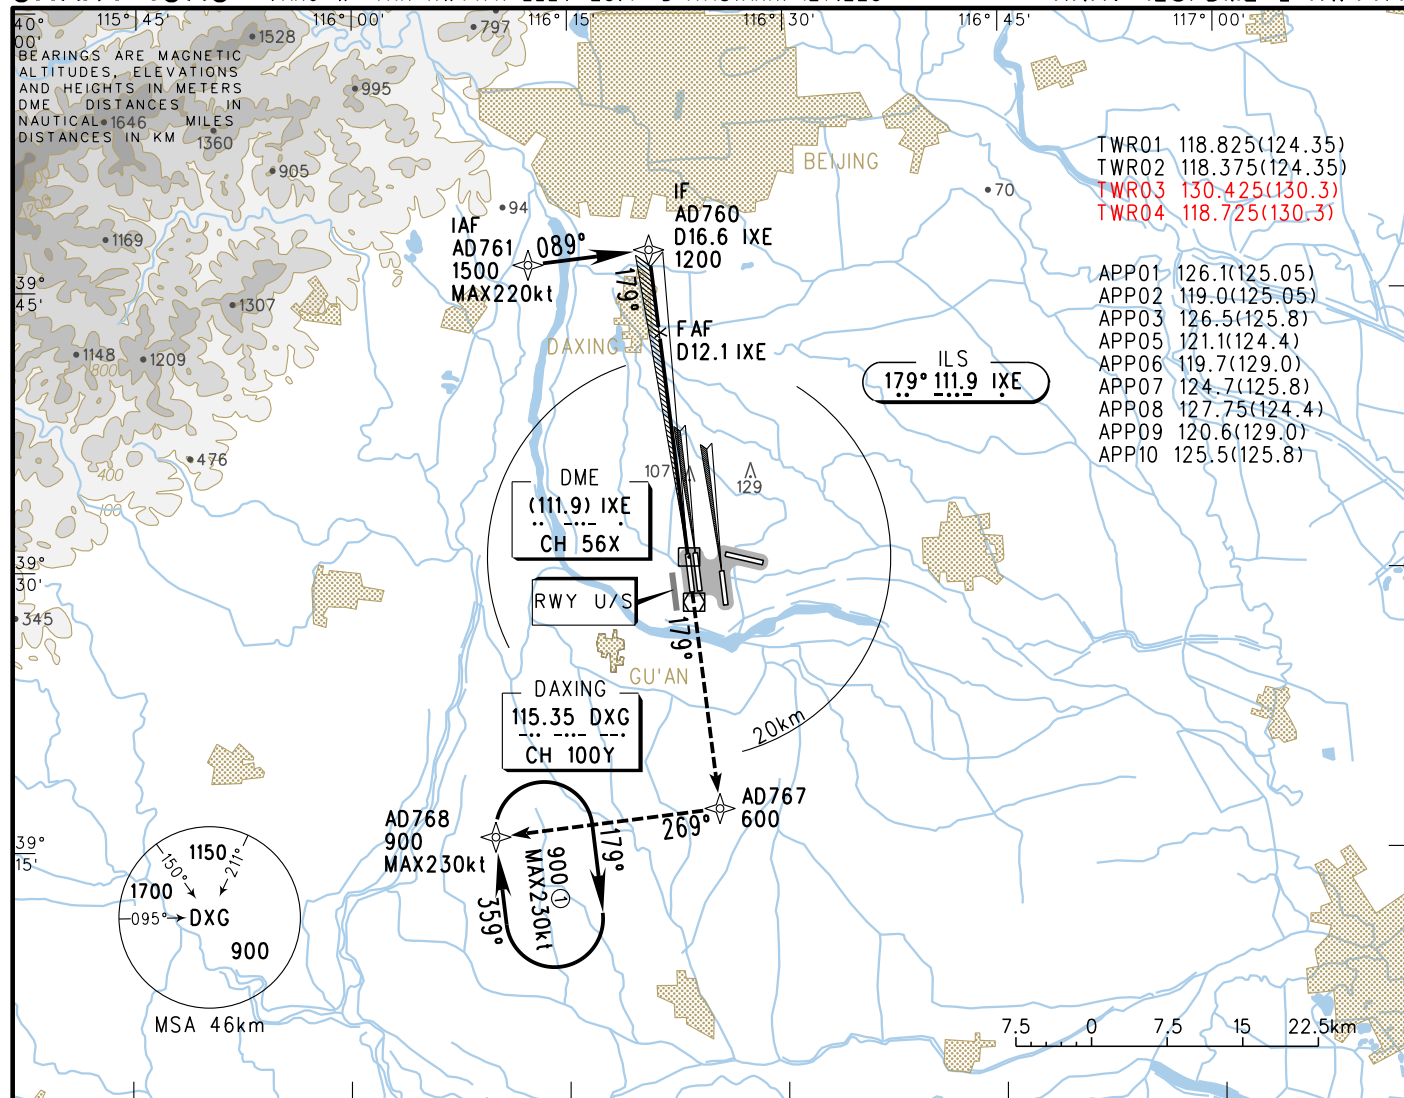 115° 45'
116° 00'
116° 15'
116° 30'
116° 45'
117° 00'
40°
00'
BEARINGS ARE MAGNETIC
ALTITUDES, ELEVATIONS
AND HEIGHTS IN METERS
DME DISTANCES IN
NAUTICAL MILES
DISTANCES IN KM
1528
797
995
1646
1360
905
94
70
1169
1307
1148
1209
800
476
400
100
345
39°
45'
39°
30'
39°
15'
BEIJING
IAF
AD761
1500
MAX220kt
089°
IF
AD760
D16.6 IXE
1200
179°
FAF
D12.1 IXE
DAXING
TWR01 118.825(124.35)
TWR02 118.375(124.35)
TWR03 130.425(130.3)
TWR04 118.725(130.3)
APP01 126.1(125.05)
APP02 119.0(125.05)
APP03 126.5(125.8)
APP05 121.1(124.4)
APP06 119.7(129.0)
APP07 124.7(125.8)
APP08 127.75(124.4)
APP09 120.6(129.0)
APP10 125.5(125.8)
ILS
179° 111.9 IXE
107
129
DME
(111.9) IXE
CH 56X
RWY U/S
179°
GU'AN
DAXING
115.35 DXG
CH 100Y
20km
AD767
600
269°
AD768
900
MAX230kt
179°
900 ①
MAX230kt
359°
1150
150°
211°
1700
095°
DXG
900
MSA 46km
7.5 0 7.5 15 22.5km